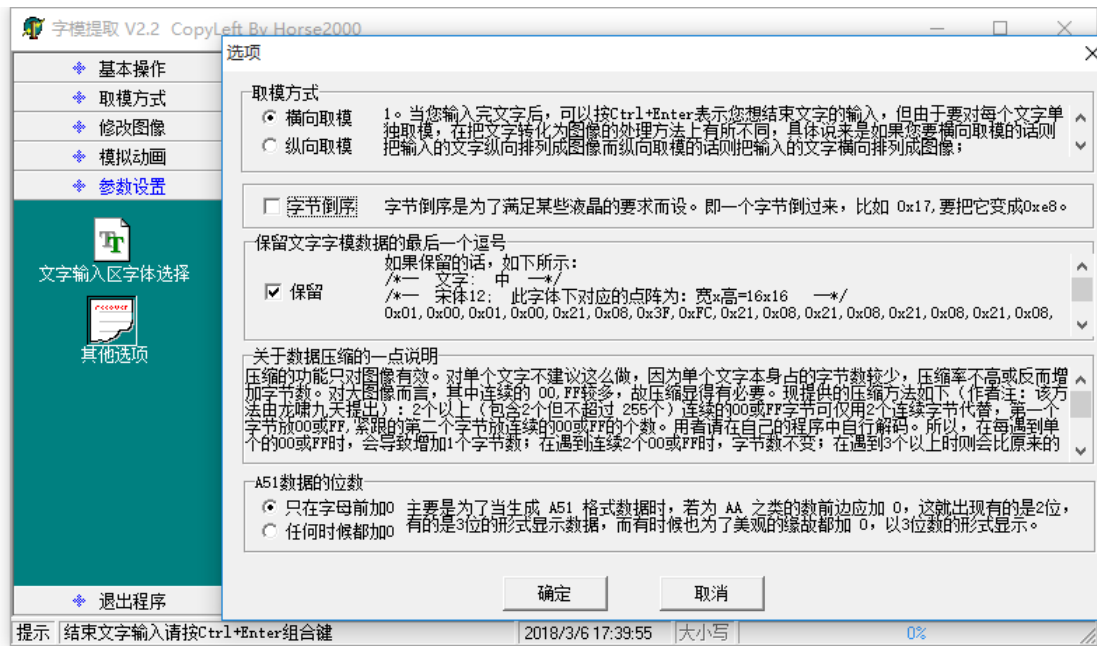 字模提取 V2.2 CopyLeft By Horse2000
基本操作
取模方式
修改图像
模拟动画
参数设置
文字输入区字体选择
其他选项
退出程序
选项
取模方式
横向取模
纵向取模
1。当您输入完文字后，可以按Ctrl+Enter表示您想结束文字的输入，但由于要对每个文字单
独取模，在把文字转化为图像的处理方法上有所不同，具体说来是如果您要横向取模的话则
把输入的文字纵向排列成图像而纵向取模的话则把输入的文字横向排列成图像；
字节倒序
字节倒序是为了满足某些液晶的要求而设。即一个字节倒过来，比如 0x17,要把它变成0xe8。
保留文字字模数据的最后一个逗号
保留
如果保留的话，如下所示：
/*—  文字:  中  —*/
/*—  宋体12;  此字体下对应的点阵为：宽x高=16x16   —*/
0x01,0x00,0x01,0x00,0x21,0x08,0x3F,0xFC,0x21,0x08,0x21,0x08,0x21,0x08,0x21,0x08,
关于数据压缩的一点说明
压缩的功能只对图像有效。对单个文字不建议这么做，因为单个文字本身占的字节数较少，压缩率不高或反而增
加字节数。对大图像而言，其中连续的 00,FF较多，故压缩显得有必要。现提供的压缩方法如下（作者注：该方
法由龙啸九天提出）：2个以上（包含2个但不超过 255个）连续的00或FF字节可仅用2个连续字节代替，第一个
字节放00或FF,紧跟的第二个字节放连续的00或FF的个数。用者请在自己的程序中自行解码。所以，在每遇到单
个的00或FF时，会导致增加1个字节数；在遇到连续2个00或FF时，字节数不变；在遇到3个以上时则会比原来的
A51数据的位数
只在字母前加0
任何时候都加0
主要是为了当生成 A51 格式数据时，若为 AA 之类的数前边应加 0，这就出现有的是2位，
有的是3位的形式显示数据，而有时候也为了美观的缘故都加 0，以3位数的形式显示。
确定
取消
提示
结束文字输入请按Ctrl+Enter组合键
2018/3/6 17:39:55
大小写
0%